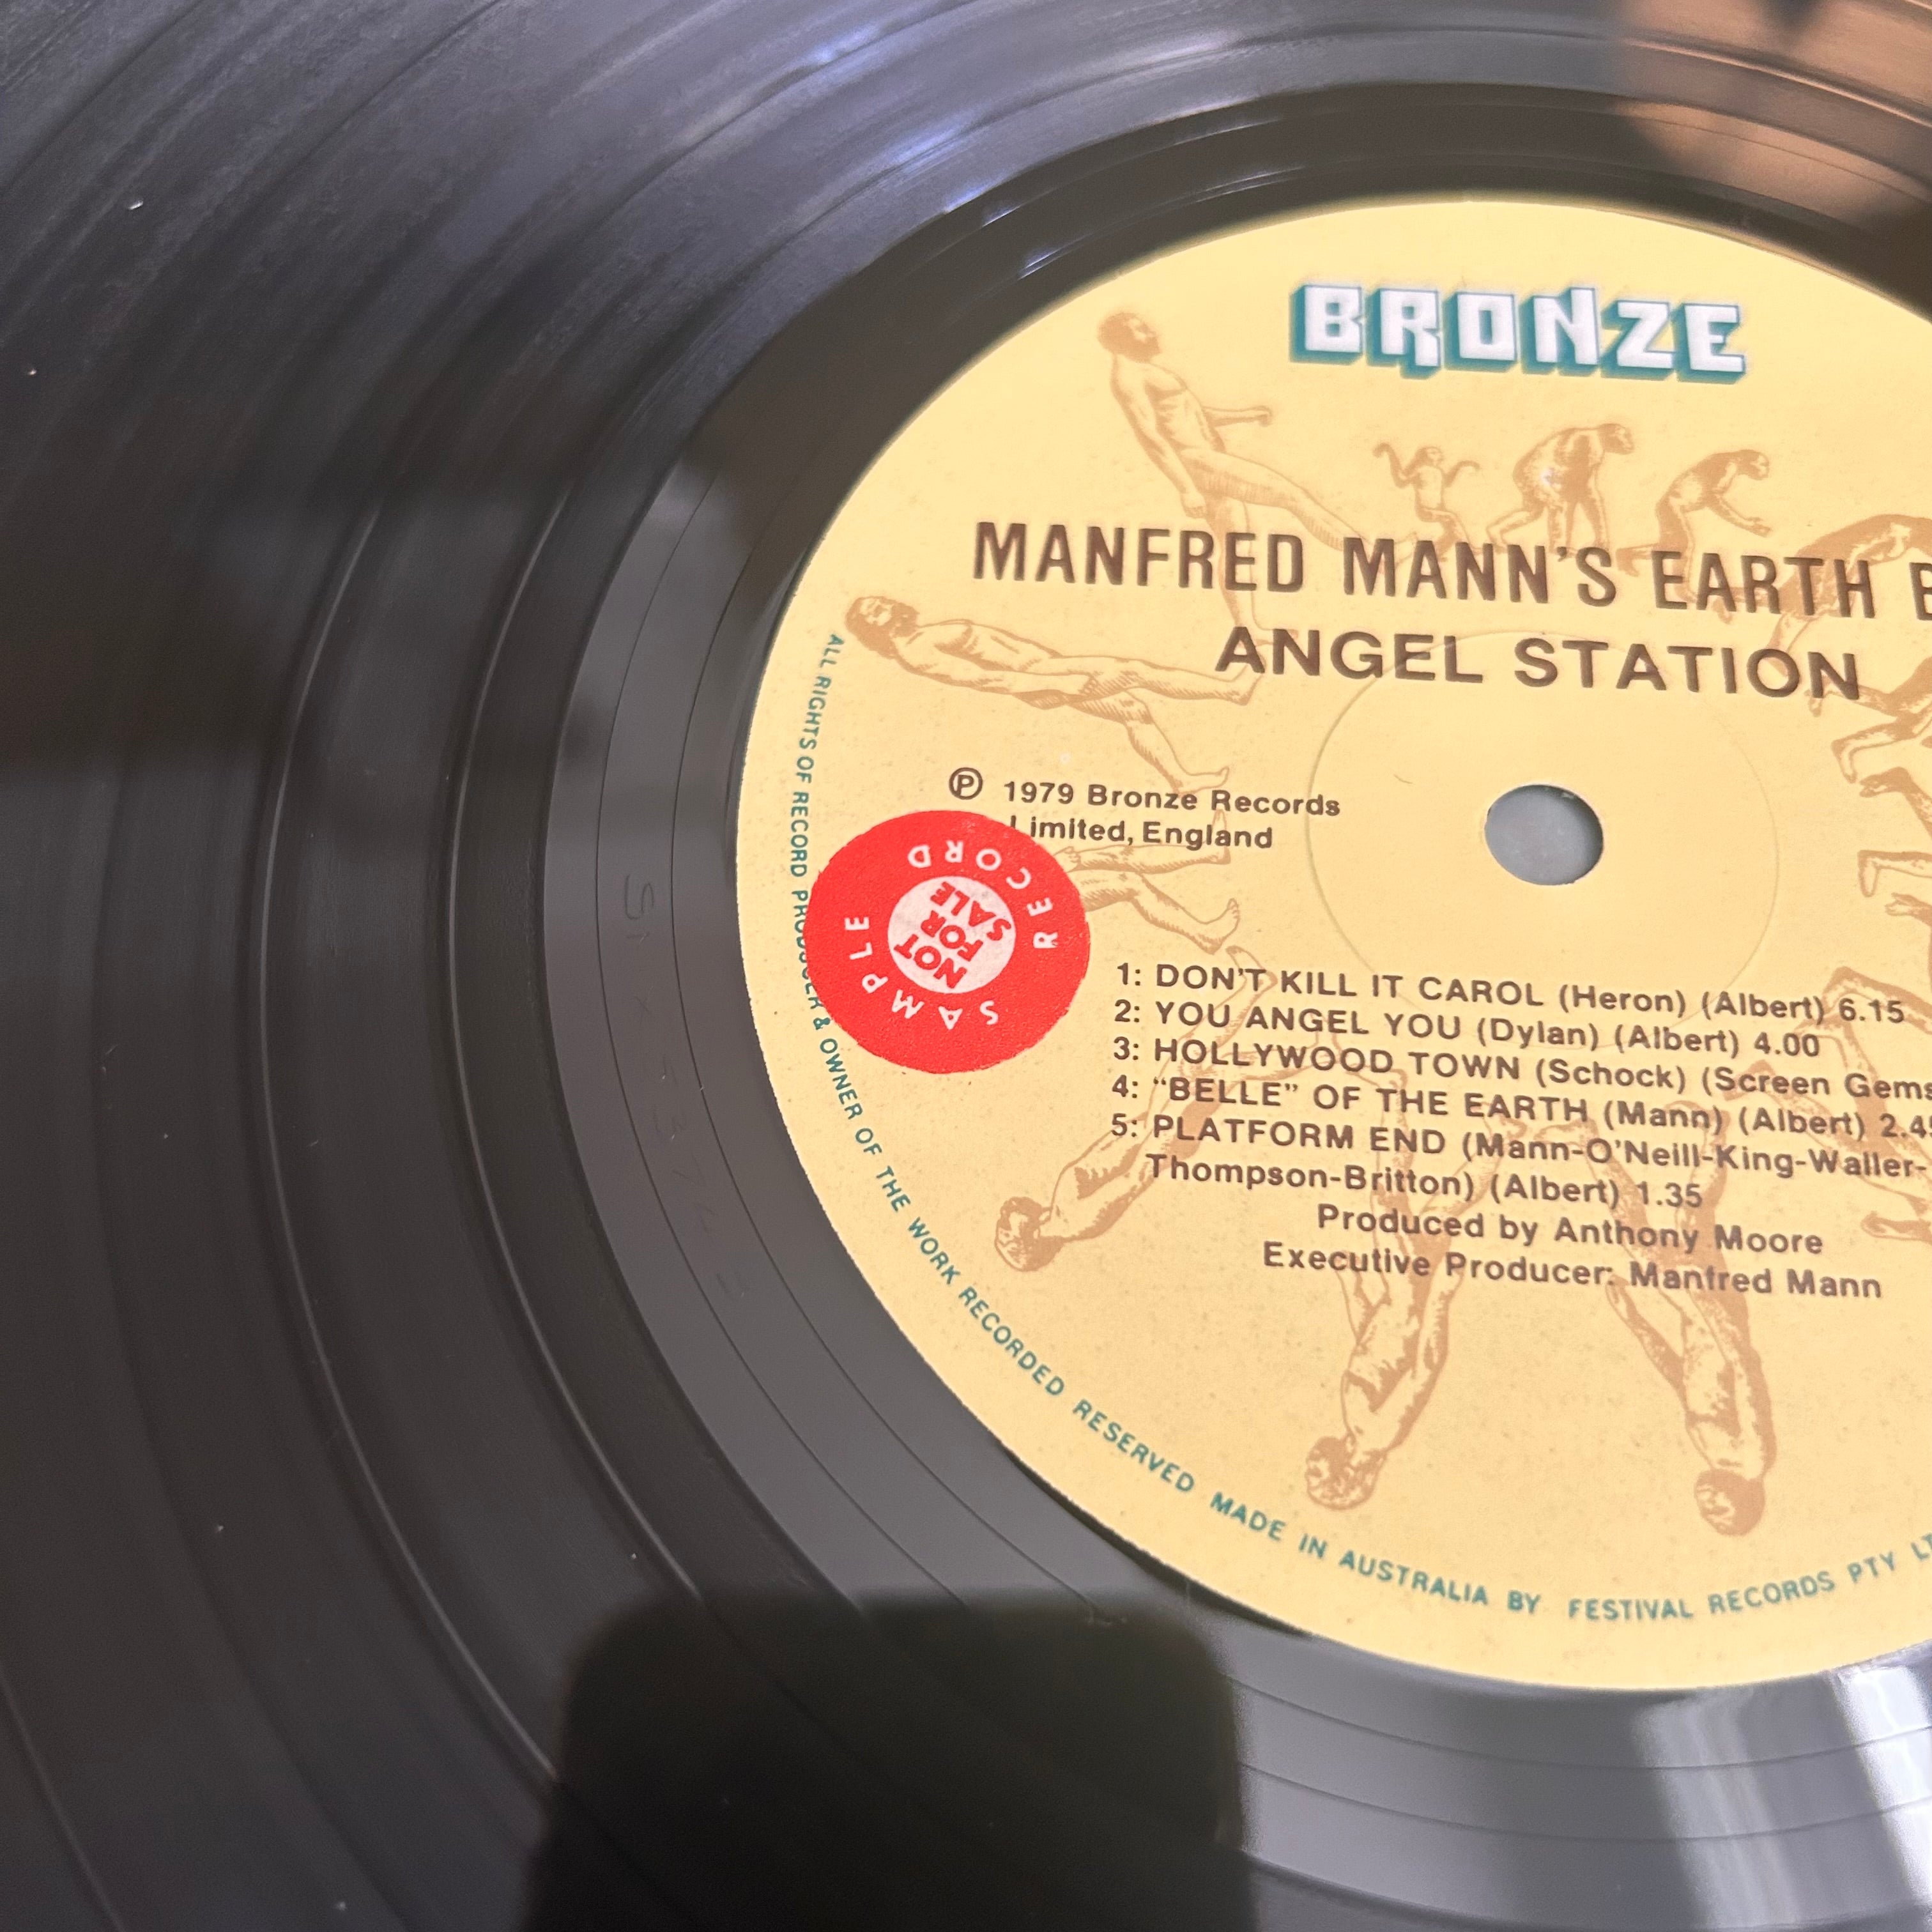 BRONZE
MANFRED MANN'S EARTH
ANGEL STATION
Ⓟ 1979 Bronze Records
Limited, England
SAMPLE RECORD
NOT
FOR
SALE
1: DON'T KILL IT CAROL (Heron) (Albert) 6.15
2: YOU ANGEL YOU (Dylan) (Albert) 4.00
3: HOLLYWOOD TOWN (Schock) (Screen Gems
4: “BELLE” OF THE EARTH (Mann) (Albert) 2.4
5: PLATFORM END (Mann-O'Neill-King-Waller-
Thompson-Britton) (Albert) 1.35
Produced by Anthony Moore
Executive Producer: Manfred Mann
ALL RIGHTS OF RECORD PRODUCER & OWNER OF THE WORK RECORDED RESERVED MADE IN AUSTRALIA BY FESTIVAL RECORDS PTY LT